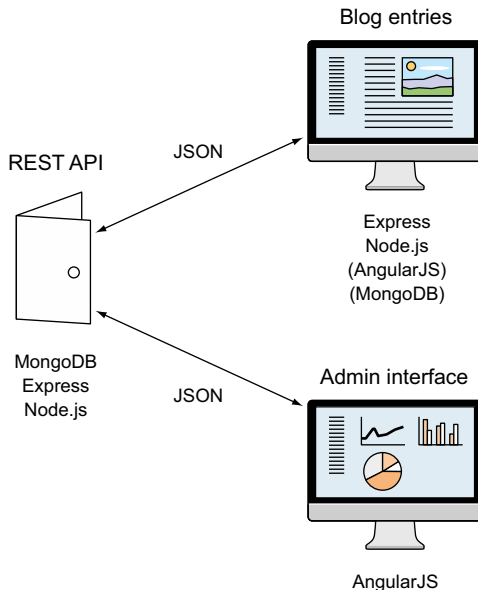 Blog entries
JSON
REST API
Express
Node.js
(AngularJS)
(MongoDB)
MongoDB
Express
Node.js
JSON
Admin interface
AngularJS